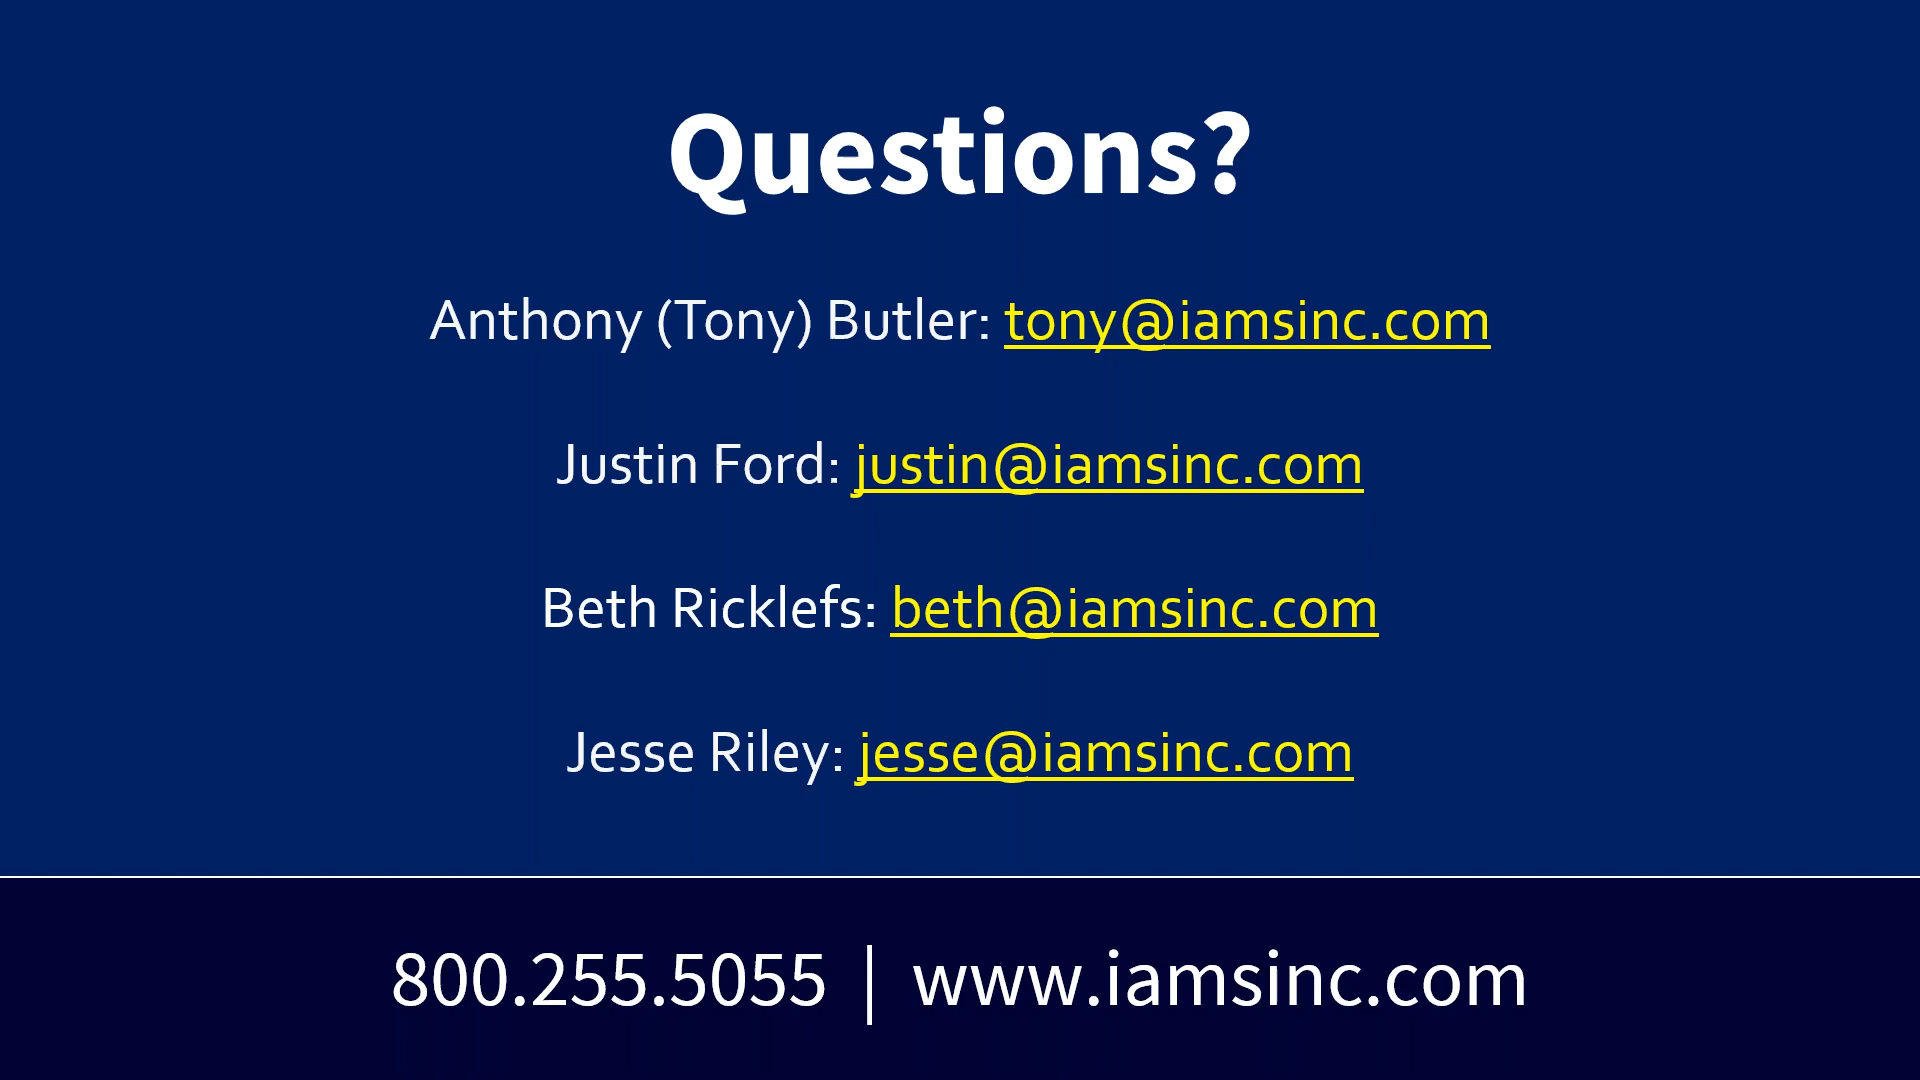 Questions?
Anthony (Tony) Butler: tony@iamsinc.com
Justin Ford: justin@iamsinc.com
Beth Ricklefs: beth@iamsinc.com
Jesse Riley: jesse@iamsinc.com
800.255.5055 | www.iamsinc.com